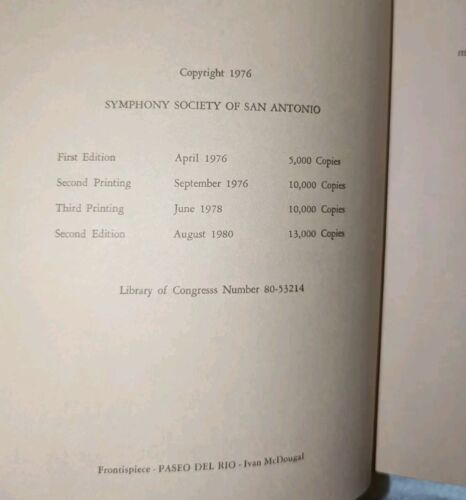 Copyright 1976
SYMPHONY SOCIETY OF SAN ANTONIO
First Edition April 1976 5,000 Copies
Second Printing September 1976 10,000 Copies
Third Printing June 1978 10,000 Copies
Second Edition August 1980 13,000 Copies
Library of Congresss Number 80-53214
Frontispiece - PASEO DEL RIO - Ivan McDougal